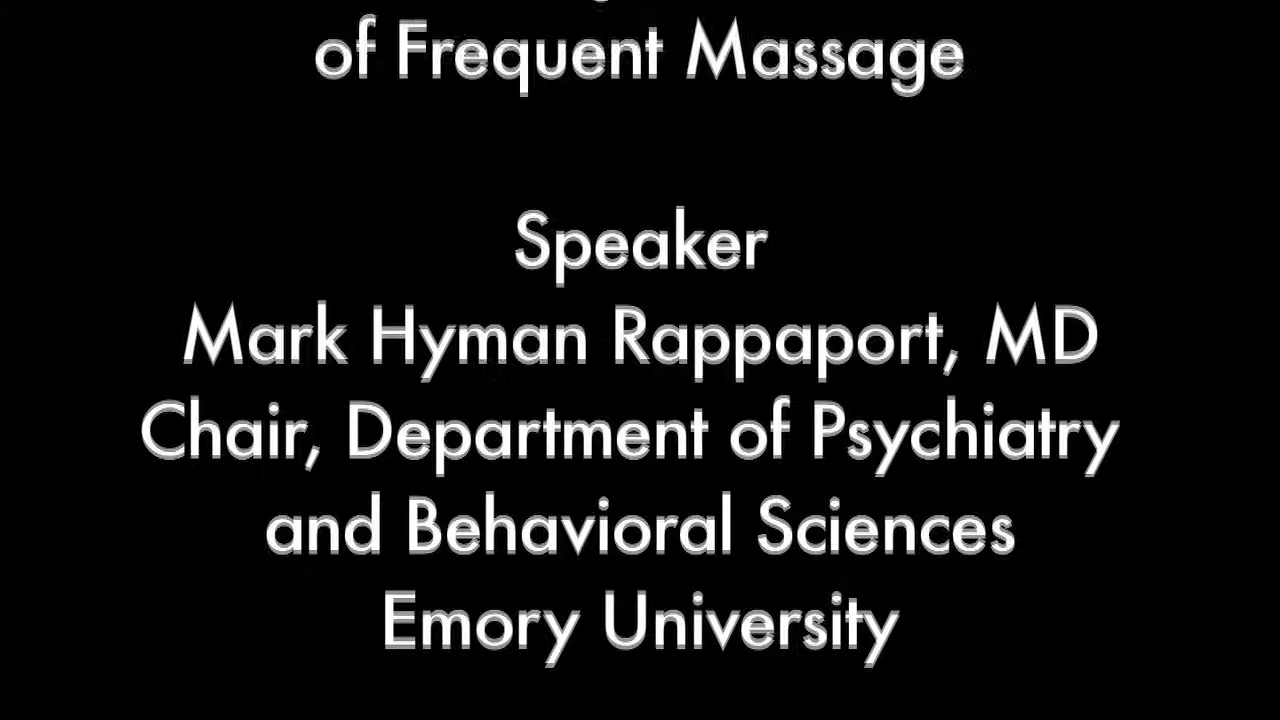 of Frequent Massage
Speaker
Mark Hyman Rappaport, MD
Chair, Department of Psychiatry
and Behavioral Sciences
Emory University